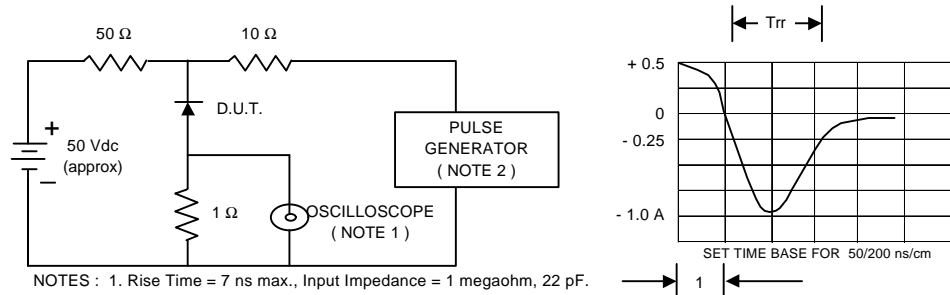 50 Ω
10 Ω
Trr
+ 0.5
D.U.T.
+
50 Vdc
(approx)
−
PULSE
GENERATOR
( NOTE 2 )
0
- 0.25
1 Ω
OSCILLOSCOPE
( NOTE 1 )
- 1.0 A
SET TIME BASE FOR 50/200 ns/cm
NOTES : 1. Rise Time = 7 ns max., Input Impedance = 1 megaohm, 22 pF.
1